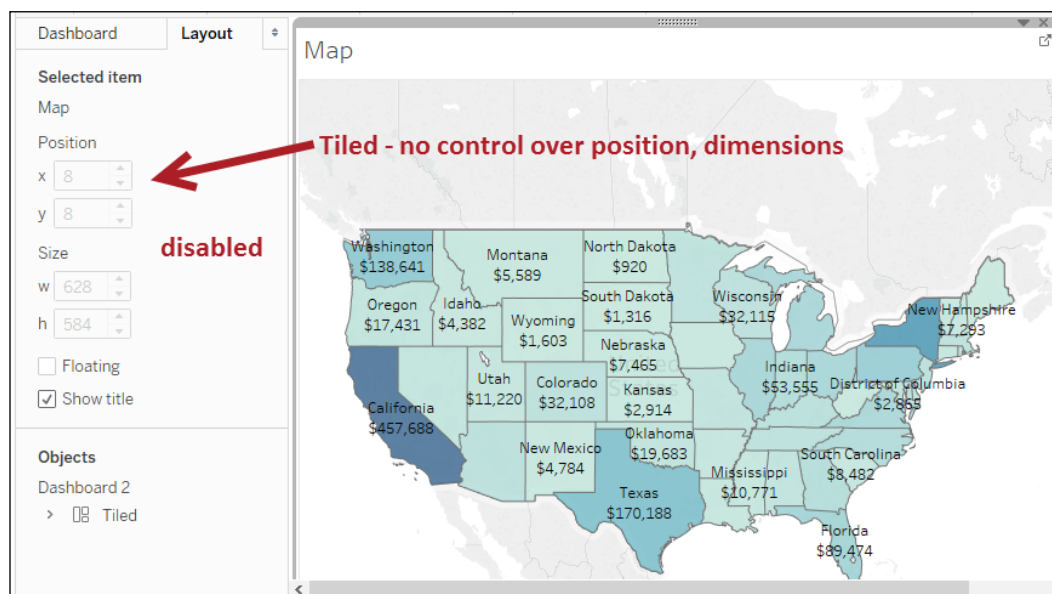 Dashboard
Layout
Selected item
Map
Position
x 8
y 8
Size
w 628
h 584
Floating
Show title
Objects
Dashboard 2
Tiled
Map
Tiled - no control over position, dimensions
disabled
Washington
$138,641
Montana
$5,589
North Dakota
$920
Oregon
$17,431
Idaho
$4,382
South Dakota
$1,316
Wisconsin
$32,115
New Hampshire
$7,293
Wyoming
$1,603
Nebraska
$7,465
Utah
$11,220
Colorado
$32,108
Kansas
$2,914
Indiana
$53,555
District of Columbia
$2,865
California
$457,688
New Mexico
$4,784
Oklahoma
$19,683
Mississippi
$10,771
South Carolina
$8,482
Texas
$170,188
Florida
$89,474